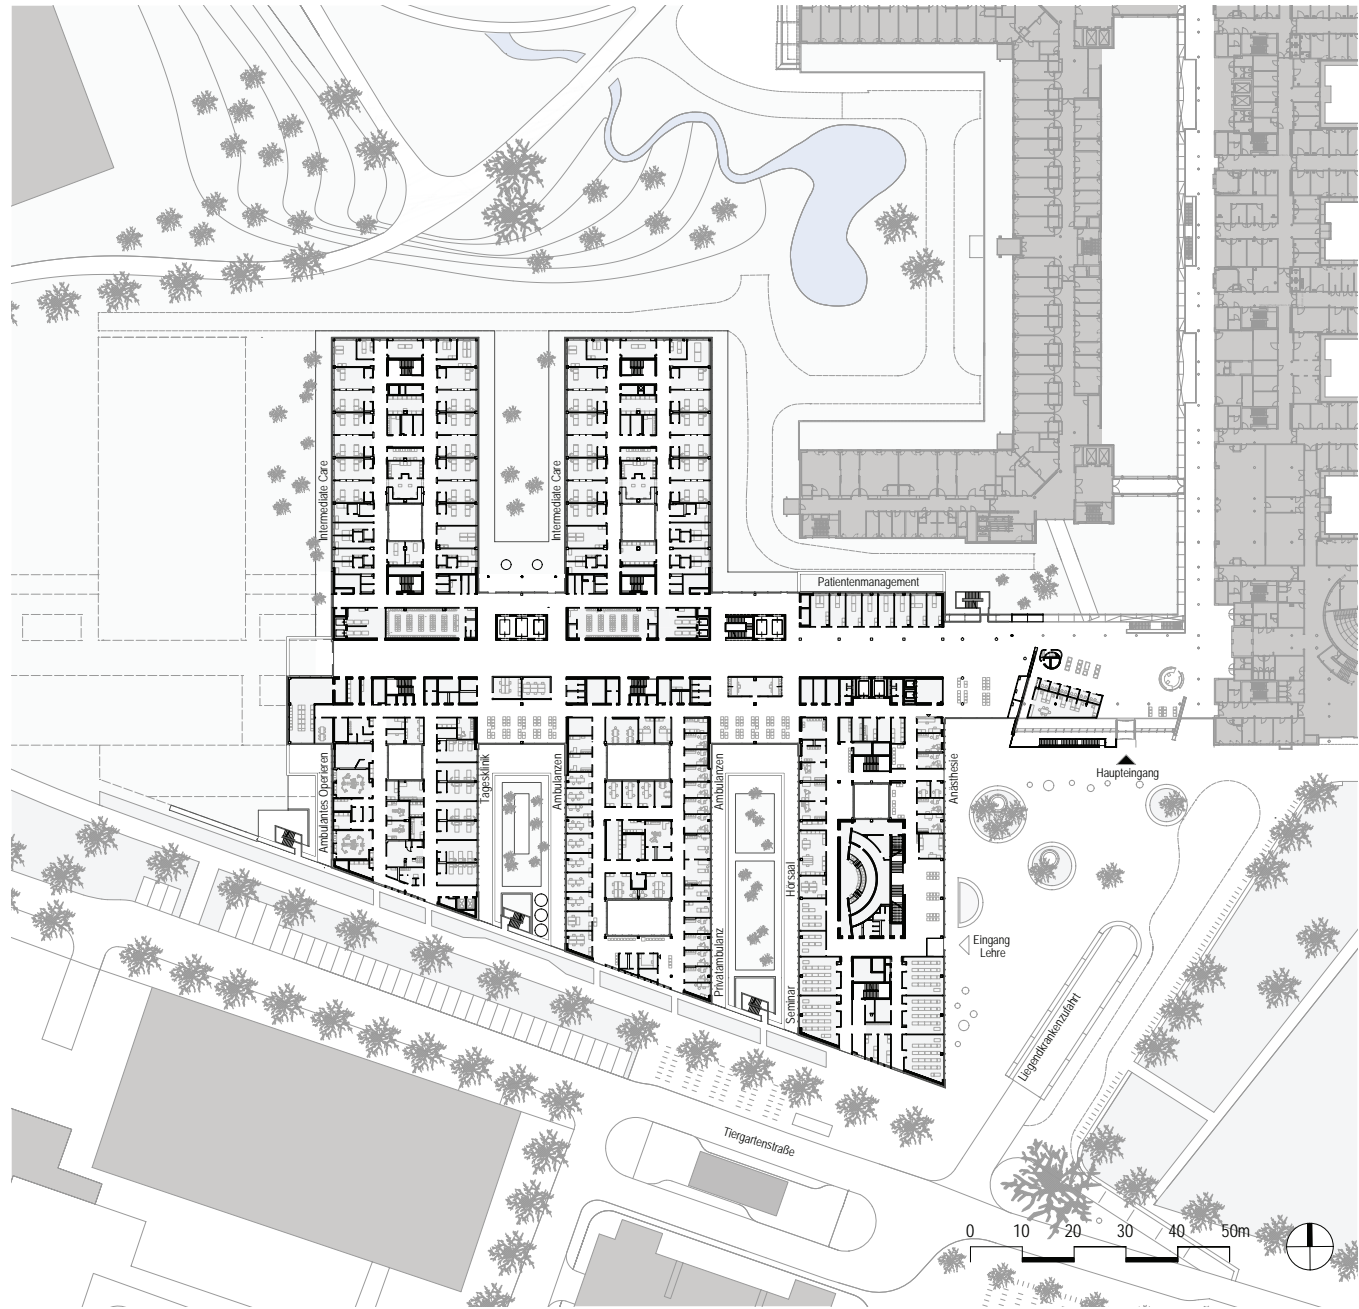 Intermediate Care
Intermediate Care
Patientenmanagement
Haupteingang
Ambulantes Operieren
Tagesklinik
Ambulanzen
Ambulanzen
Anästhesie
Hörsaal
Privatambulanz
Seminar
Eingang
Lehre
Liegendkrankenzufahrt
Tiergartenstraße
0 10 20 30 40 50m